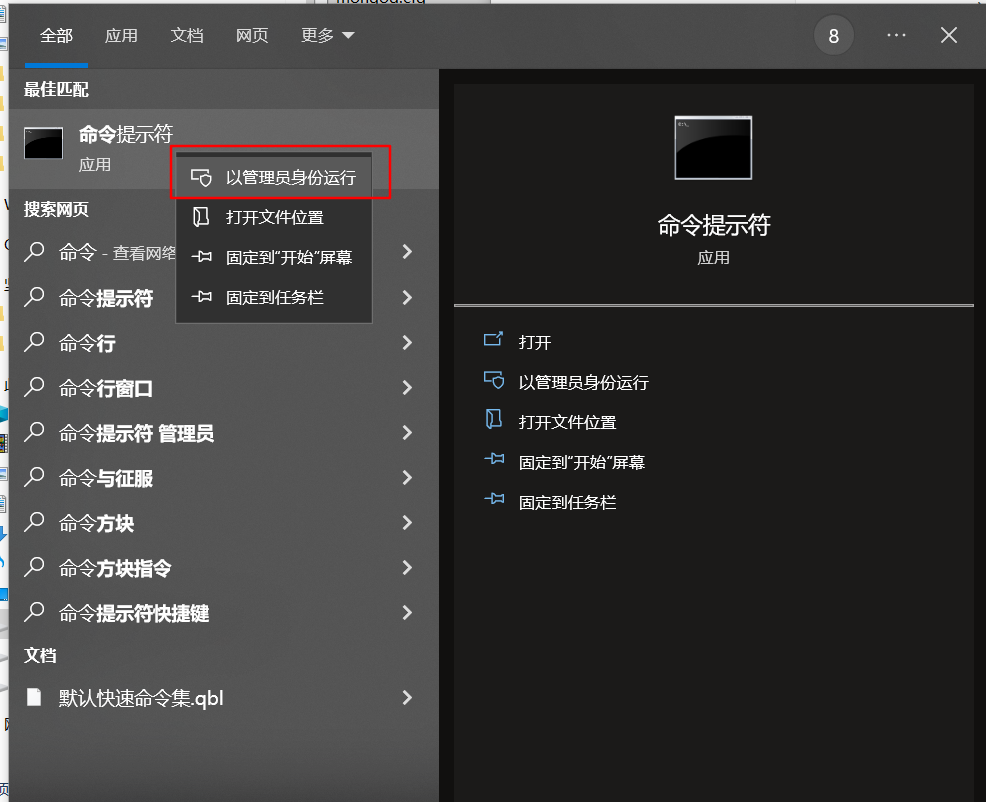 全部 应用 文档 网页 更多 8
最佳匹配
命令提示符
应用
以管理员身份运行
打开文件位置
固定到"开始"屏幕
固定到任务栏
搜索网页
命令 - 查看网络
命令提示符
命令行
命令行窗口
命令提示符 管理员
命令与征服
命令方块
命令方块指令
命令提示符快捷键
文档
默认快速命令集.qbl
命令提示符
应用
打开
以管理员身份运行
打开文件位置
固定到"开始"屏幕
固定到任务栏